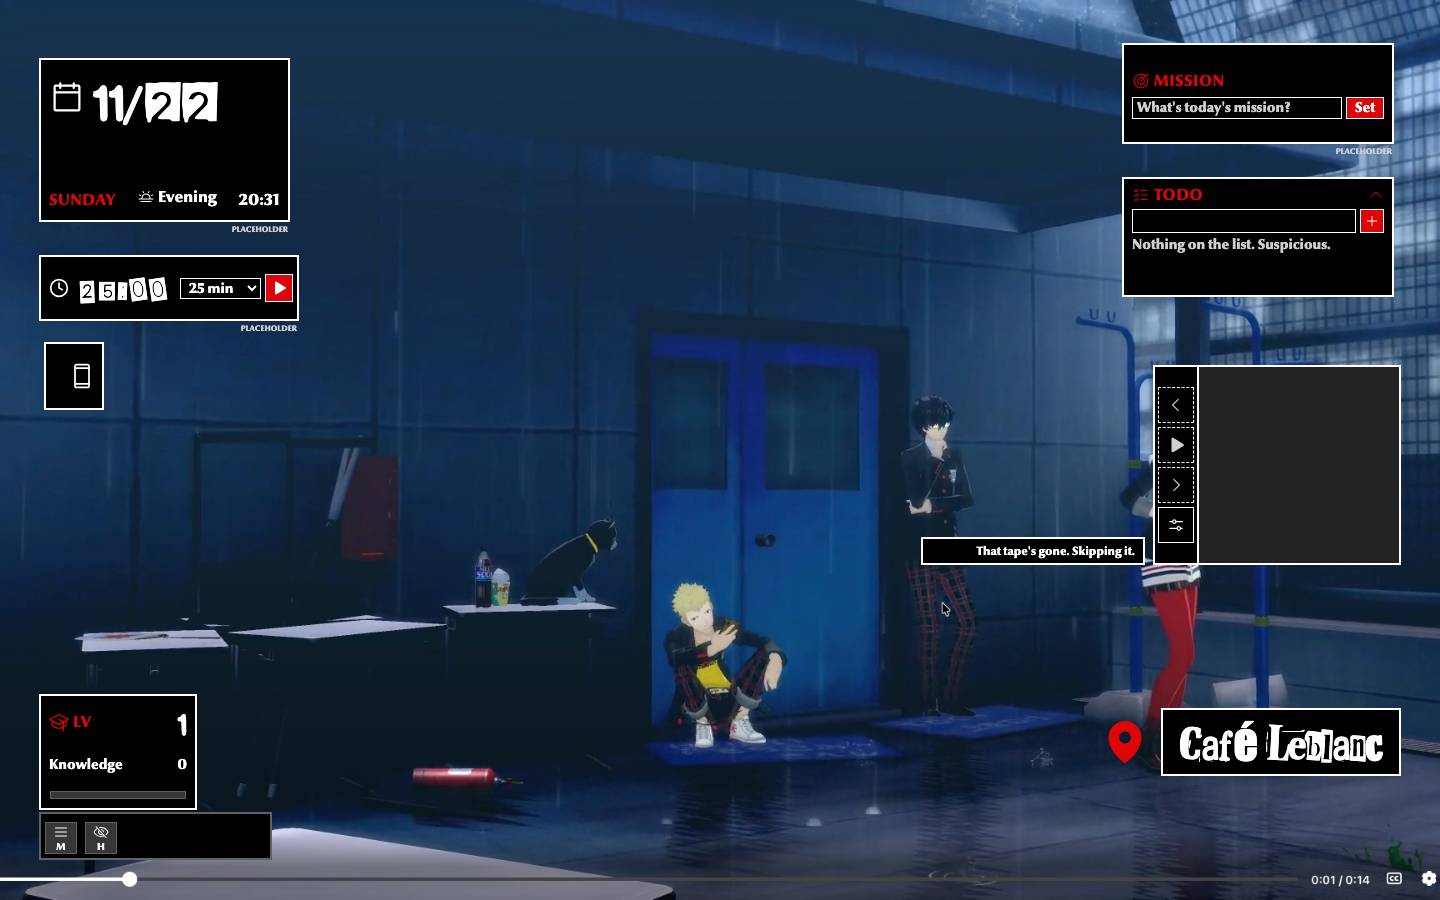 11/22
SUNDAY
Evening
20:31
PLACEHOLDER
25:00
25 min
PLACEHOLDER
MISSION
What's today's mission?
Set
PLACEHOLDER
TODO
+
Nothing on the list. Suspicious.
That tape's gone. Skipping it.
LV
1
Knowledge
0
M
H
Café Leblanc
0:01 / 0:14
CC